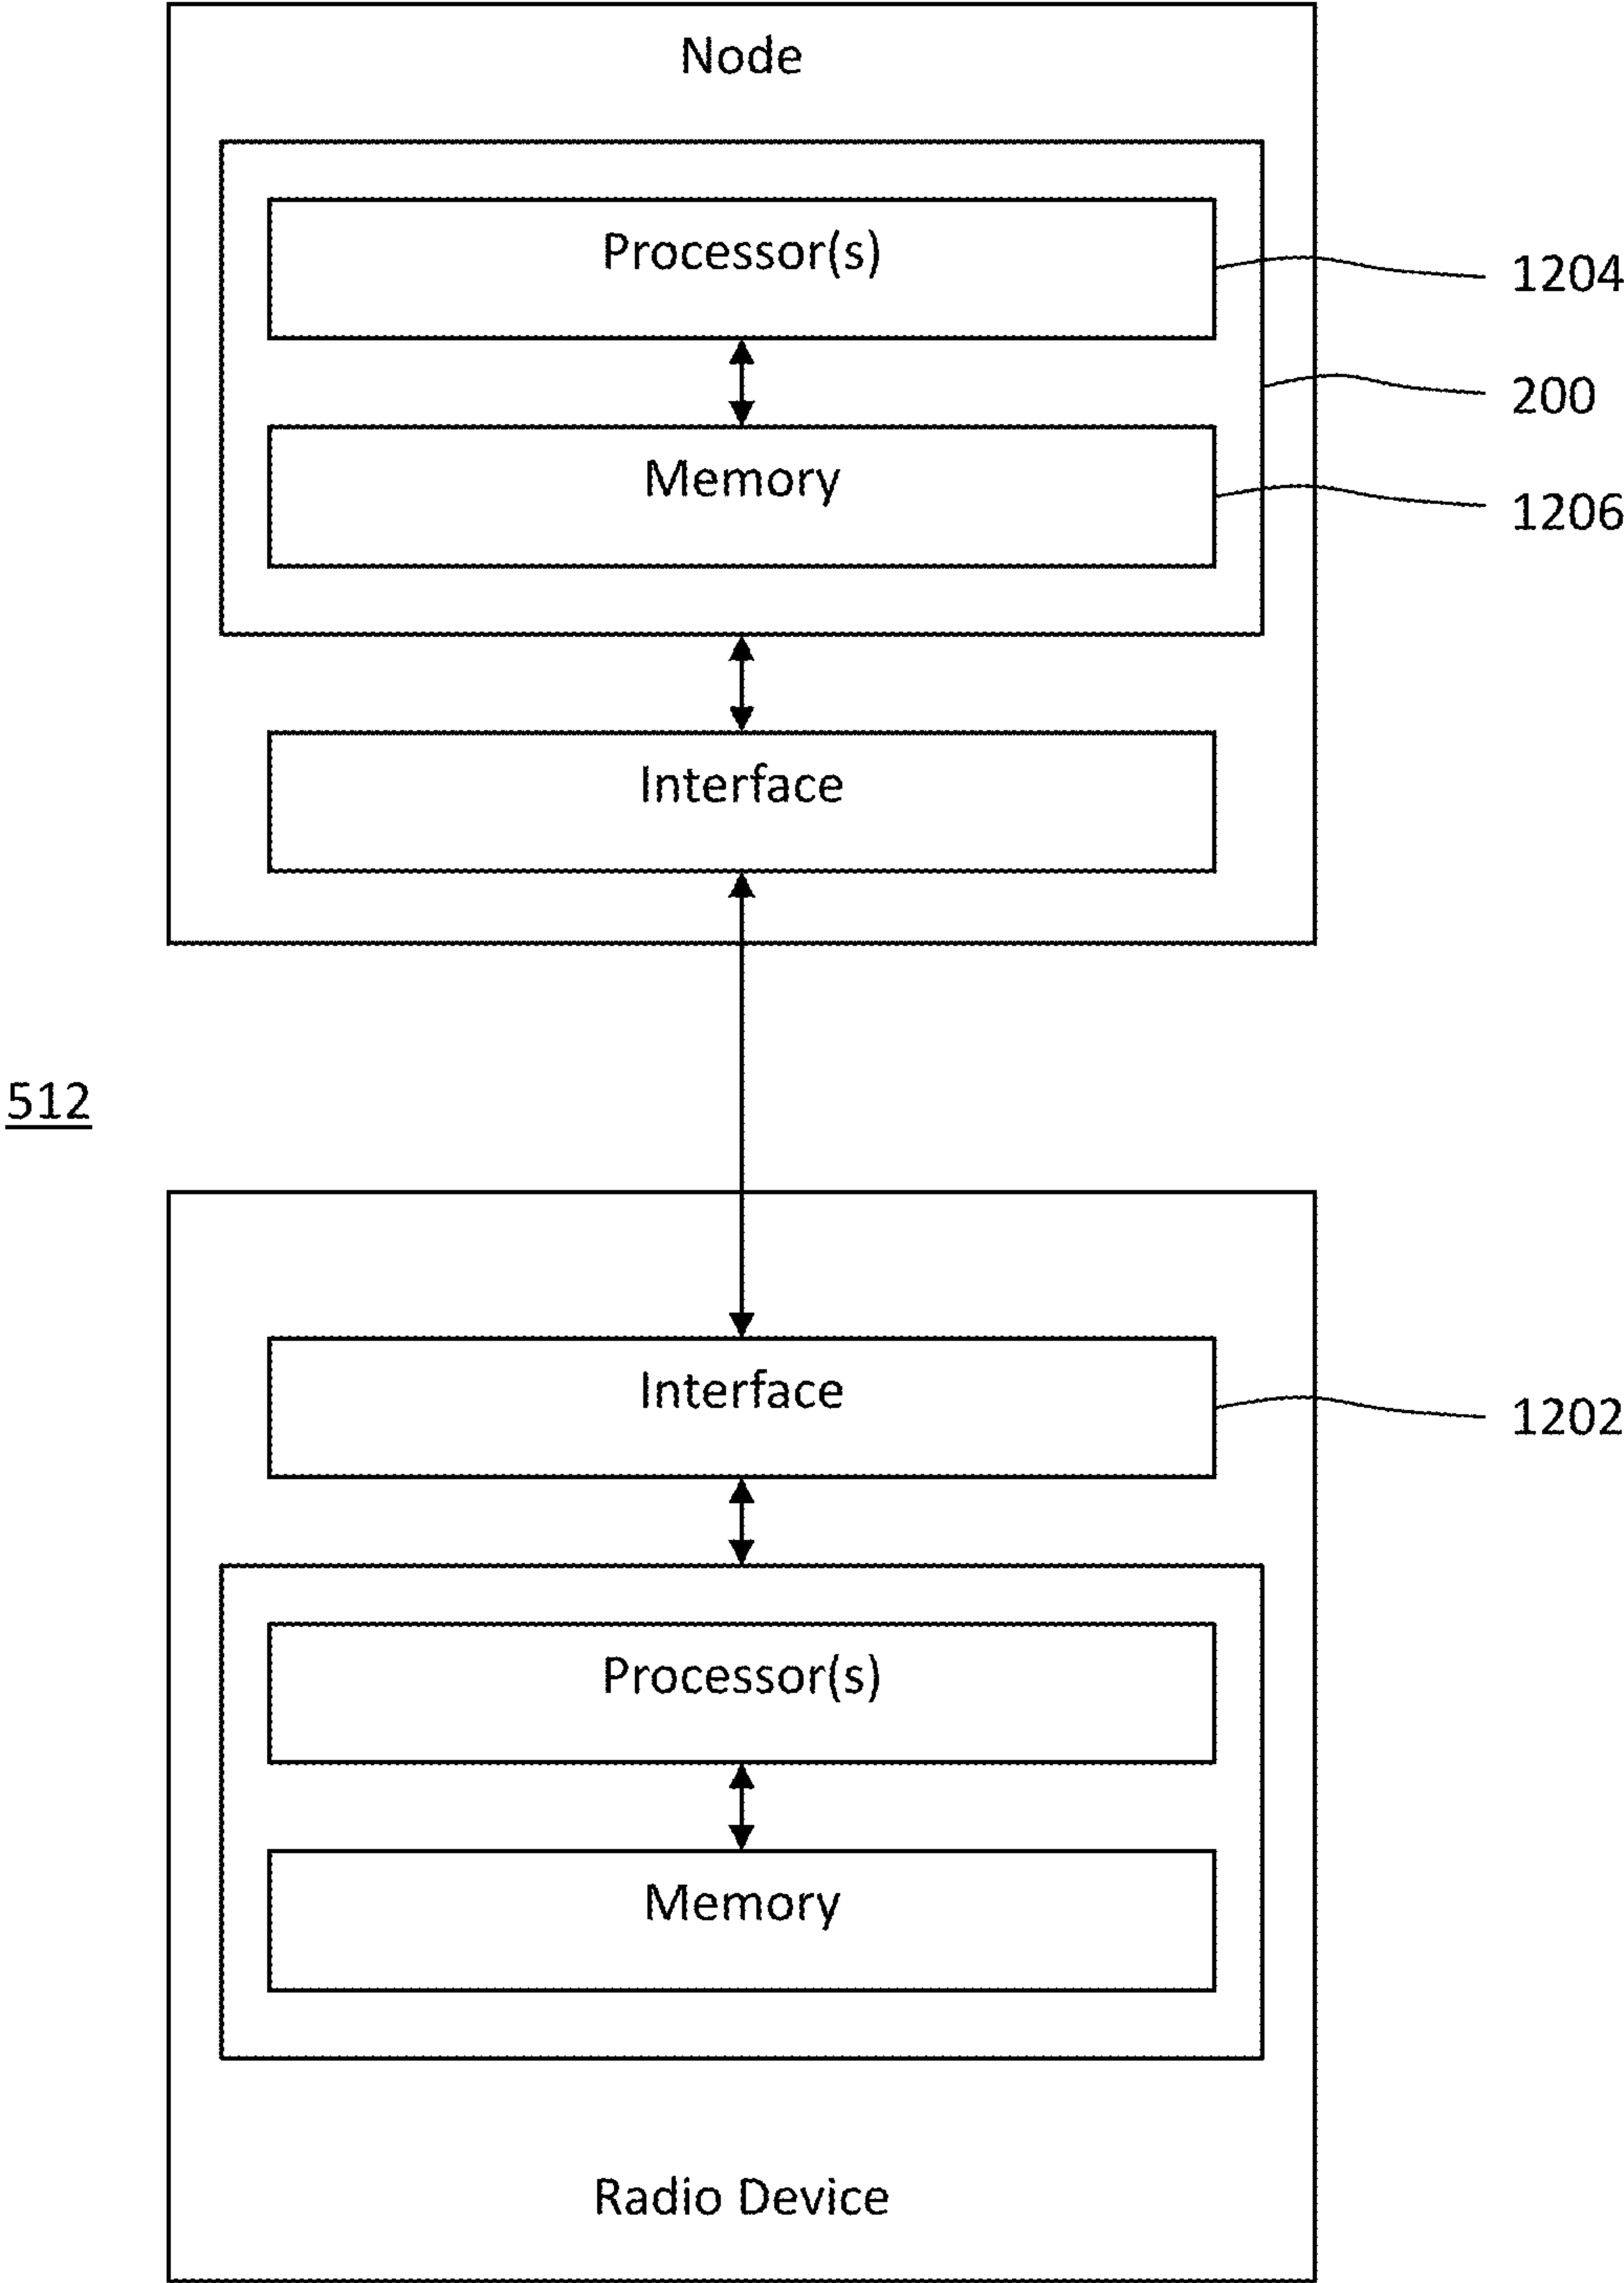 Node
Processor(s)
1204
200
Memory
1206
Interface
512
Interface
1202
Processor(s)
Memory
Radio Device